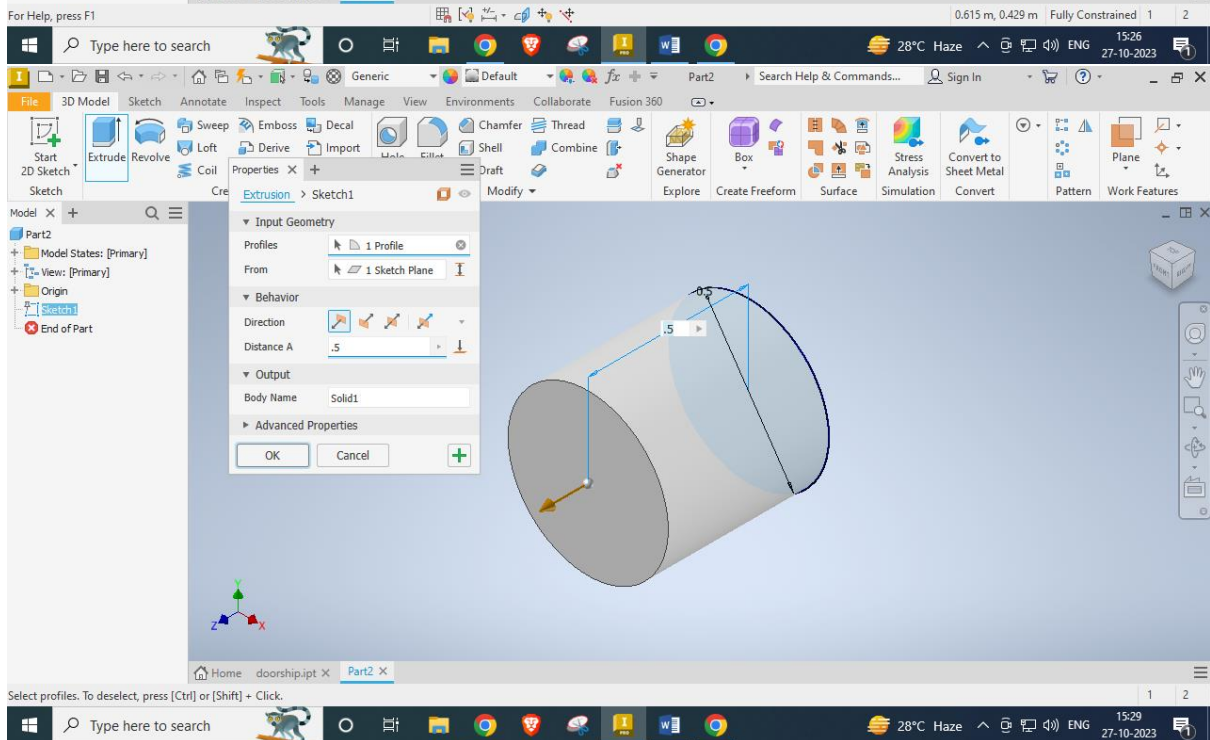 For Help, press F1
0.615 m, 0.429 m Fully Constrained 1 2
Type here to search
28°C Haze ENG 15:26
27-10-2023
Generic Default fx Part2 Search Help & Commands... Sign In
File 3D Model Sketch Annotate Inspect Tools Manage View Environments Collaborate Fusion 360
Start
2D Sketch
Extrude Revolve
Sweep Emboss Decal
Loft Derive Import
Coil
Chamfer Thread
Shell Combine
Draft
Shape
Generator
Box
Stress
Analysis
Convert to
Sheet Metal
Plane
Sketch Cre Modify Explore Create Freeform Surface Simulation Convert Pattern Work Features
Properties +
Extrusion > Sketch1
Input Geometry
Profiles 1 Profile
From 1 Sketch Plane
Behavior
Direction
Distance A .5
Output
Body Name Solid1
Advanced Properties
OK Cancel
Model +
Part2
Model States: [Primary]
View: [Primary]
Origin
Sketch1
End of Part
0.5
.5
Y
Z X
Home doorship.ipt Part2
Select profiles. To deselect, press [Ctrl] or [Shift] + Click.
1 2
Type here to search
28°C Haze ENG 15:29
27-10-2023